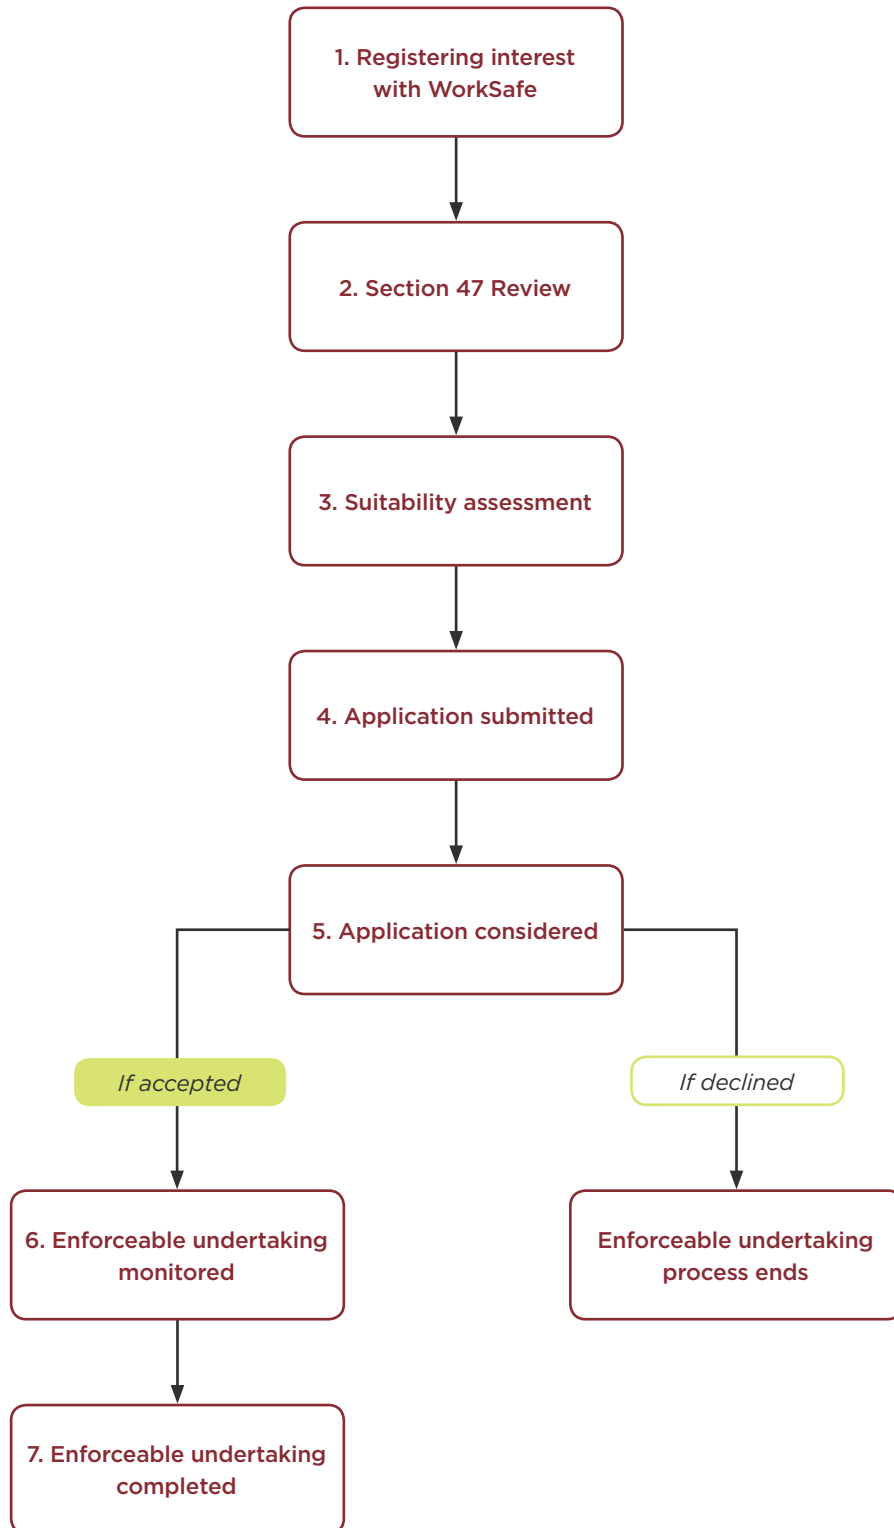 1. Registering interest
with WorkSafe
2. Section 47 Review
3. Suitability assessment
4. Application submitted
5. Application considered
If accepted
If declined
6. Enforceable undertaking
monitored
Enforceable undertaking
process ends
7. Enforceable undertaking
completed